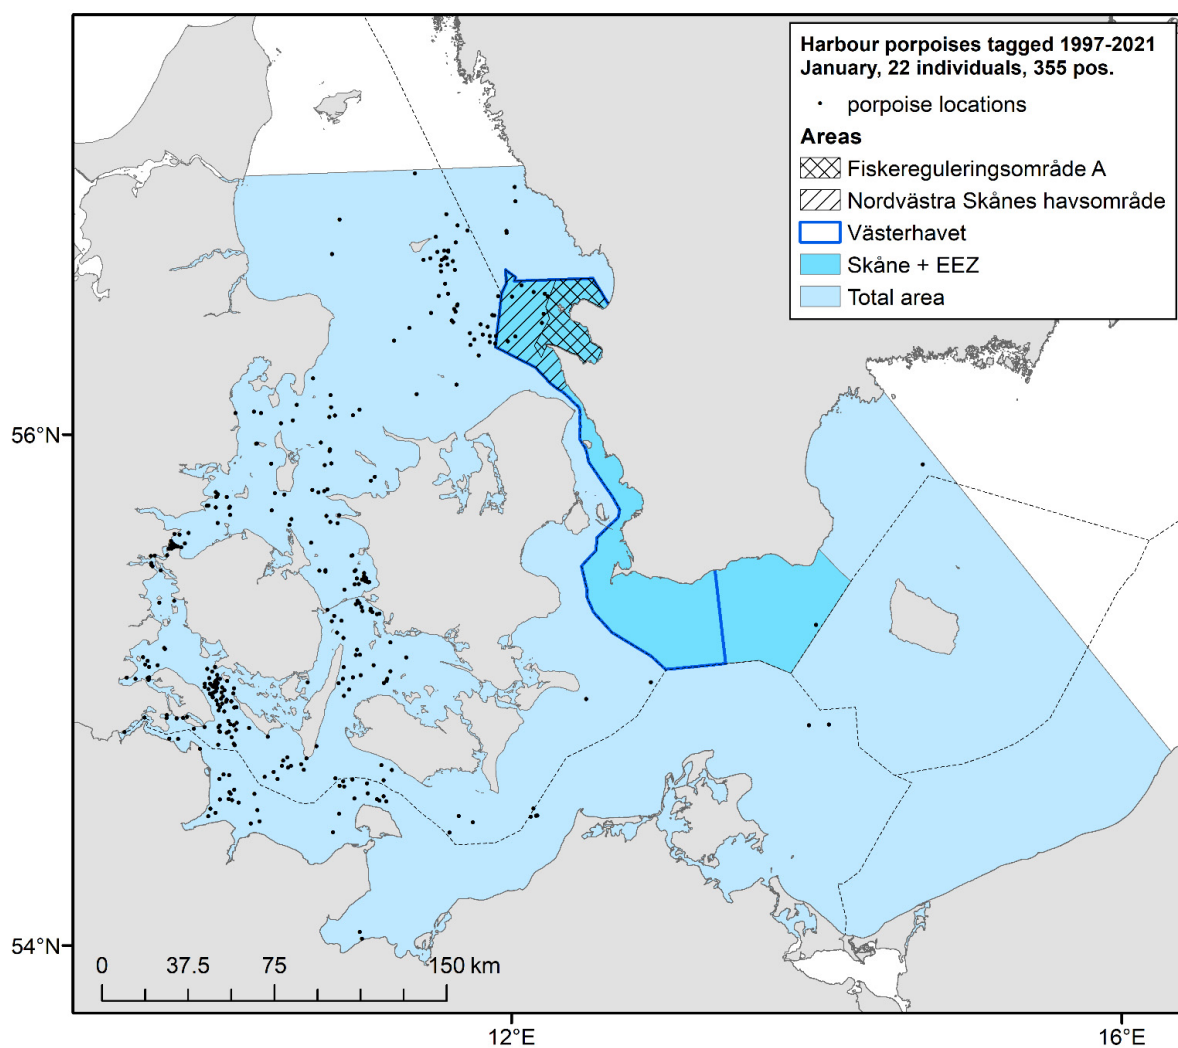 Harbour porpoises tagged 1997-2021
January, 22 individuals, 355 pos.
porpoise locations
Areas
Fiskereguleringsområde A
Nordvästra Skånes havsområde
Västerhavet
Skåne + EEZ
Total area
56°N
54°N
0 37.5 75 150 km
12°E 16°E